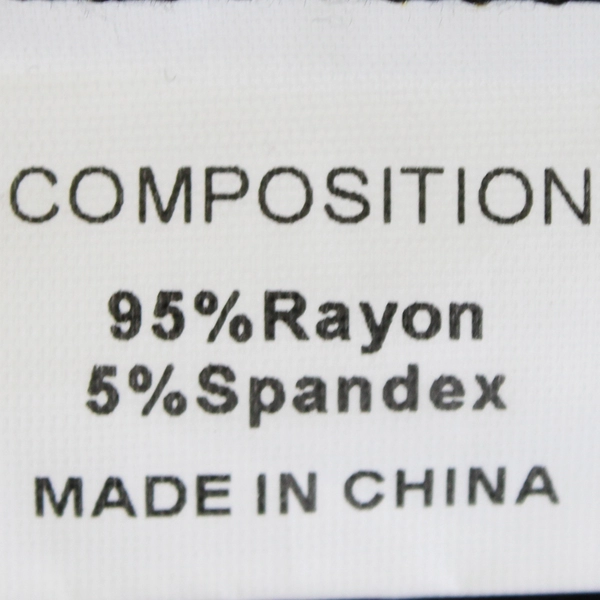 COMPOSITION
95%Rayon
5%Spandex
MADE IN CHINA